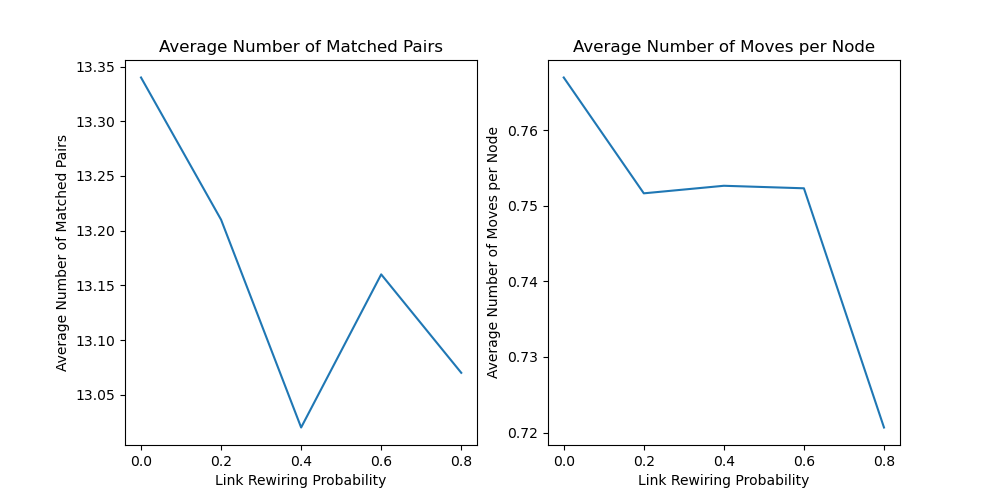 Average Number of Matched Pairs
Average Number of Matched Pairs
13.35
13.30
13.25
13.20
13.15
13.10
13.05
0.0 0.2 0.4 0.6 0.8
Link Rewiring Probability
Average Number of Moves per Node
Average Number of Moves per Node
0.76
0.75
0.74
0.73
0.72
0.0 0.2 0.4 0.6 0.8
Link Rewiring Probability